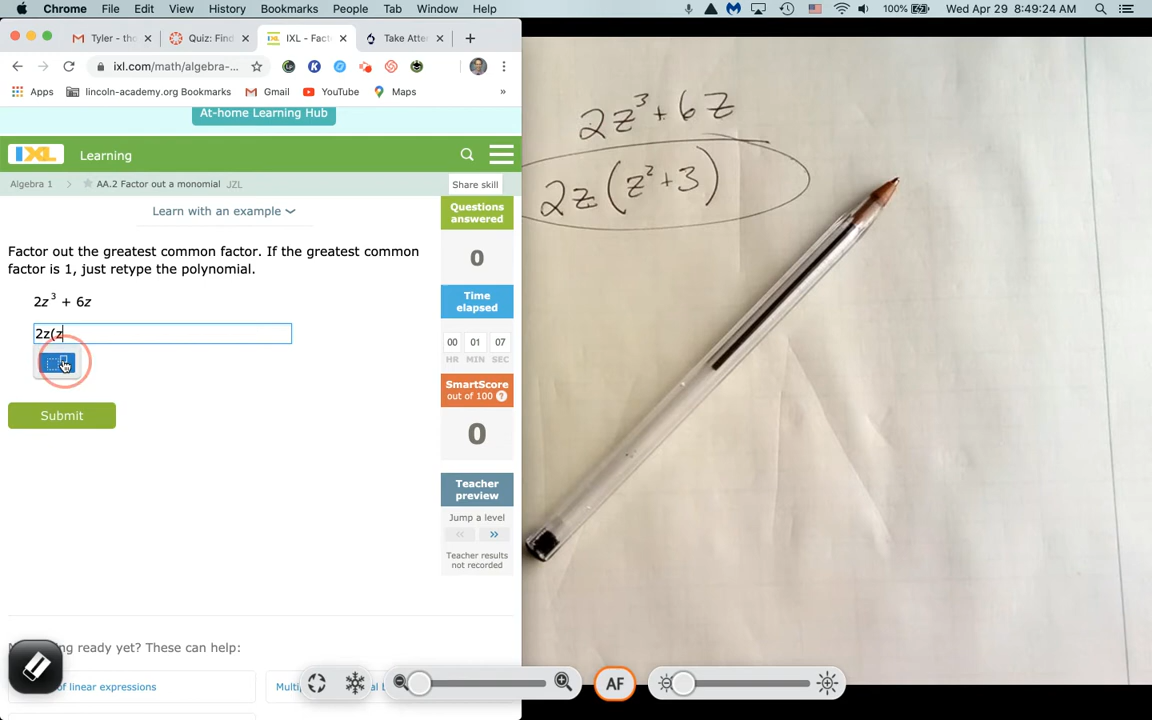 Chrome File Edit View History Bookmarks People Tab Window Help 100% Wed Apr 29 8:49:24 AM
Tyler - tho Quiz: Find IXL - Fact Take Atte
ixl.com/math/algebra-...
Apps lincoln-academy.org Bookmarks Gmail YouTube Maps »
At-home Learning Hub
IXL Learning
Algebra 1 AA.2 Factor out a monomial JZL Share skill
Learn with an example
Questions answered
0
Factor out the greatest common factor. If the greatest common
factor is 1, just retype the polynomial.
2z³ + 6z
2z(z
Submit
Time elapsed
00 01 07
HR MIN SEC
SmartScore
out of 100 ?
0
Teacher preview
Jump a level
« »
Teacher results
not recorded
ng ready yet? These can help:
of linear expressions
2z³+6z
2z(z²+3)
AF